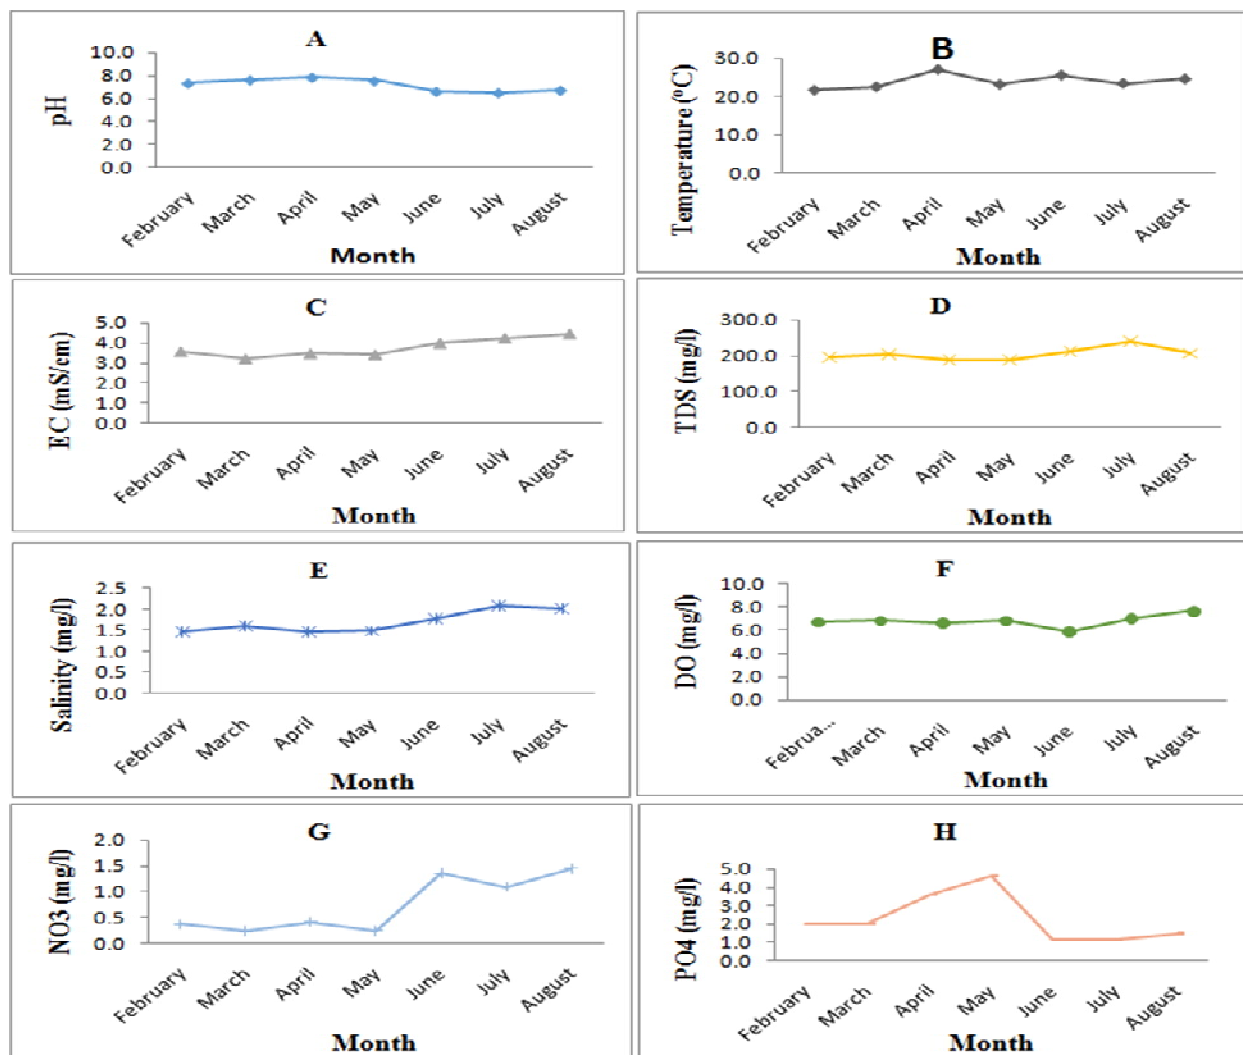 A
pH
10.0
8.0
6.0
4.0
2.0
0.0
February
March
April
May
June
July
August
Month
B
Temperature (⁰C)
30.0
20.0
10.0
0.0
February
March
April
May
June
July
August
Month
C
EC (mS/cm)
5.0
4.0
3.0
2.0
1.0
0.0
February
March
April
May
June
July
August
Month
D
TDS (mg/l)
300.0
200.0
100.0
0.0
February
March
April
May
June
July
August
Month
E
Salinity (mg/l)
2.5
2.0
1.5
1.0
0.5
0.0
February
March
April
May
June
July
August
Month
F
DO (mg/l)
10.0
8.0
6.0
4.0
2.0
0.0
Februa...
March
April
May
June
July
August
Month
G
NO3 (mg/l)
2.0
1.5
1.0
0.5
0.0
February
March
April
May
June
July
August
Month
H
PO4 (mg/l)
5.0
4.0
3.0
2.0
1.0
0.0
February
March
April
May
June
July
August
Month